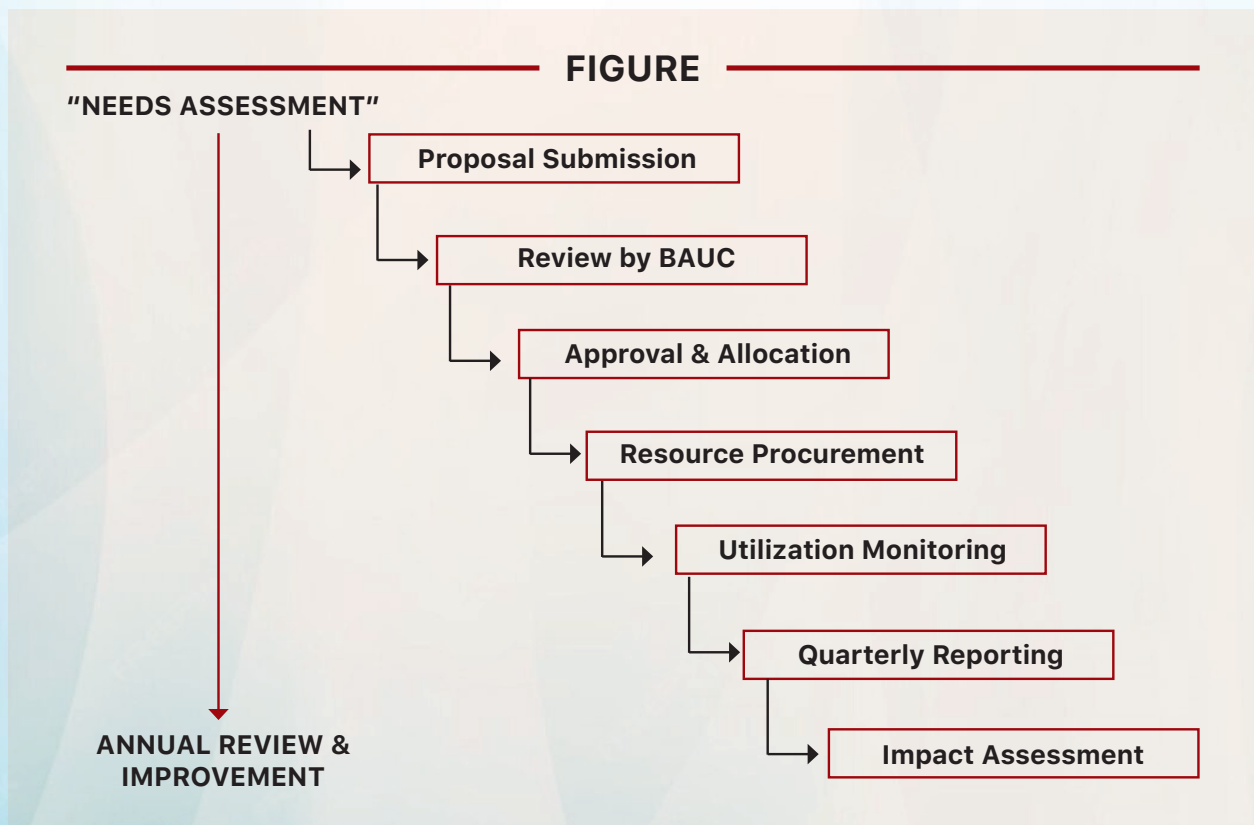 FIGURE
“NEEDS ASSESSMENT”
Proposal Submission
Review by BAUC
Approval & Allocation
Resource Procurement
Utilization Monitoring
Quarterly Reporting
Impact Assessment
ANNUAL REVIEW &
IMPROVEMENT